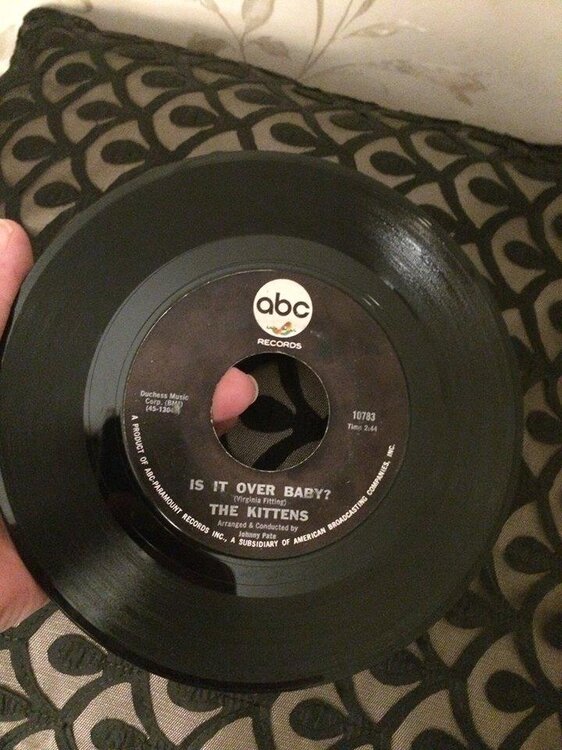 abc
RECORDS
Duchess Music
Corp. (BMI)
10783
Time 2:44
IS IT OVER BABY?
(Virginia Fitting)
THE KITTENS
Arranged & Conducted by
Johnny Pate
A PRODUCT OF ABC-PARAMOUNT RECORDS INC., A SUBSIDIARY OF AMERICAN BROADCASTING COMPANIES, INC.